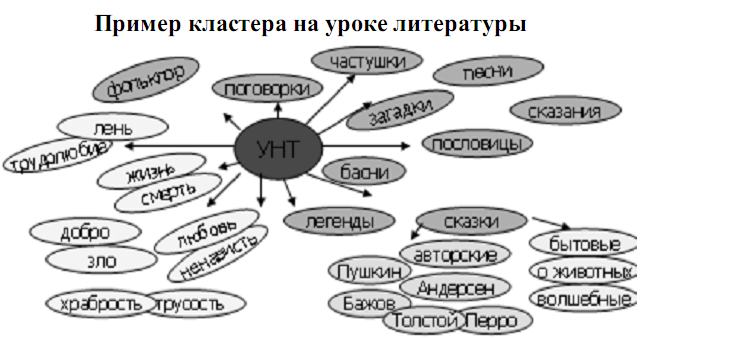 Пример кластера на уроке литературы
частушки
песни
фольклор
поговорки
загадки
сказания
лень
трудолюбие
УНТ
пословицы
жизнь
смерть
басни
добро
зло
любовь
ненависть
легенды
сказки
бытовые
авторские
Пушкин
о животных
Андерсен
волшебные
Бажов
храбрость
трусость
Толстой
Перро